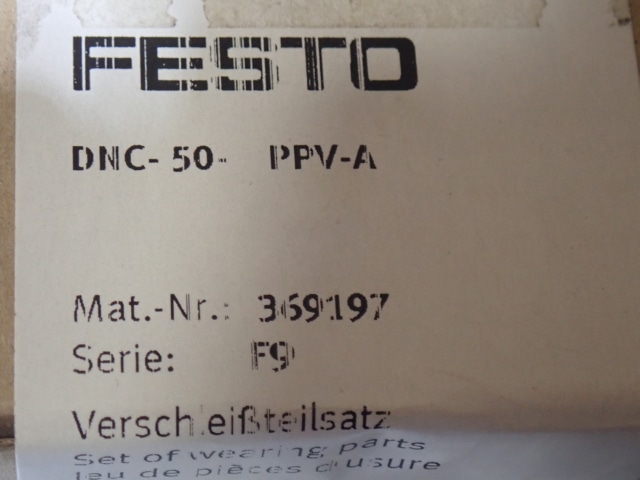 FESTO
DNC- 50- PPV-A
Mat.-Nr.: 369197
Serie: F9
Verschleißteilsatz
Set of wearing parts
Jeu de pièces d'usure